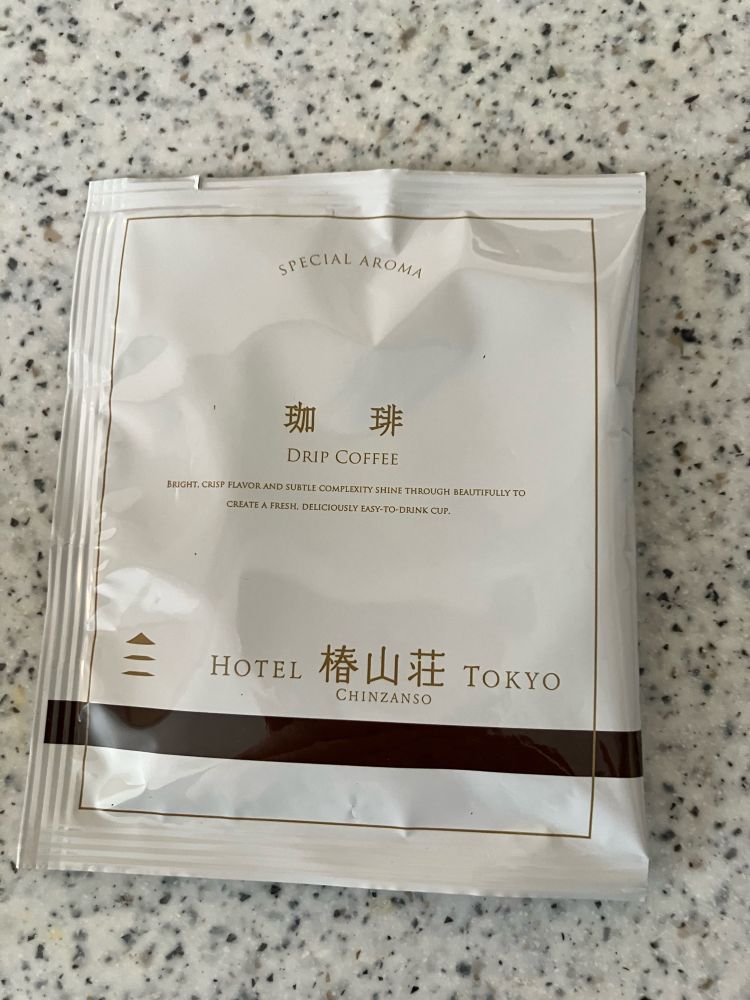 SPECIAL AROMA
珈 琲
DRIP COFFEE
BRIGHT, CRISP FLAVOR AND SUBTLE COMPLEXITY SHINE THROUGH BEAUTIFULLY TO
CREATE A FRESH, DELICIOUSLY EASY-TO-DRINK CUP.
HOTEL 椿山荘 TOKYO
CHINZANSO